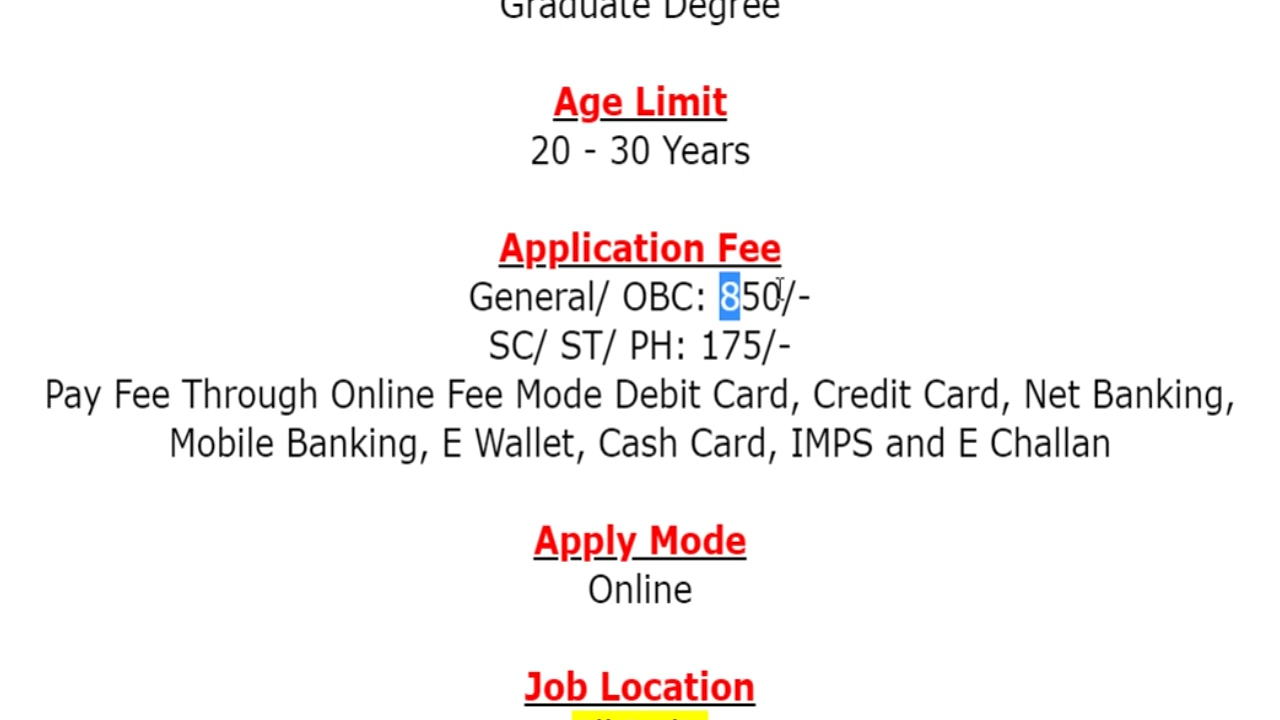 Graduate Degree
Age Limit
20 - 30 Years
Application Fee
General/ OBC: 850/-
SC/ ST/ PH: 175/-
Pay Fee Through Online Fee Mode Debit Card, Credit Card, Net Banking,
Mobile Banking, E Wallet, Cash Card, IMPS and E Challan
Apply Mode
Online
Job Location